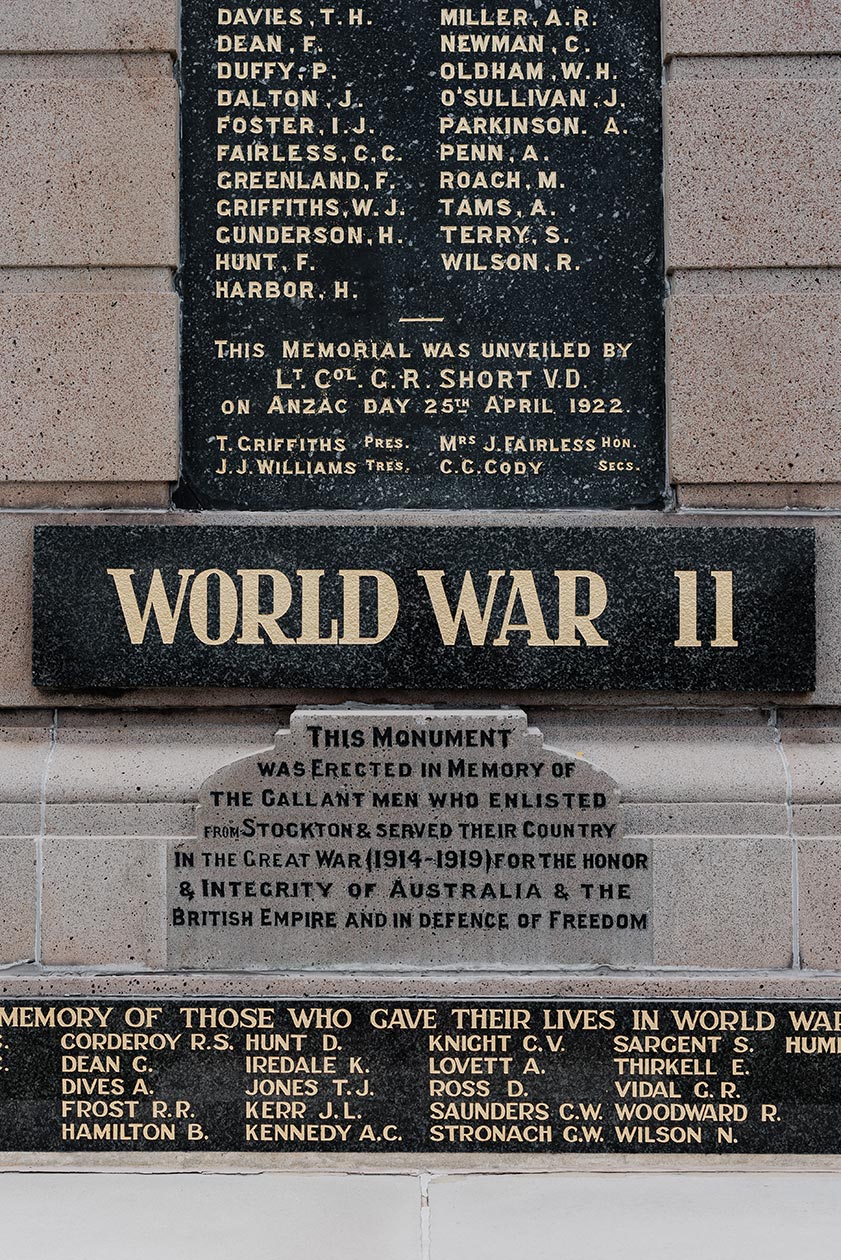 DAVIES, T.H. MILLER, A.R.
DEAN, F. NEWMAN, C.
DUFFY, P. OLDHAM, W.H.
DALTON, J. O'SULLIVAN, J.
FOSTER, I.J. PARKINSON. A.
FAIRLESS, C.C. PENN, A.
GREENLAND, F. ROACH, M.
GRIFFITHS, W.J. TAMS, A.
GUNDERSON, H. TERRY, S.
HUNT, F. WILSON, R.
HARBOR, H.
THIS MEMORIAL WAS UNVEILED BY
LT. COL. G.R. SHORT V.D.
ON ANZAC DAY 25TH APRIL 1922.
T. GRIFFITHS PRES. MRS J. FAIRLESS HON.
J.J. WILLIAMS TRES. C.C. CODY SECS.
WORLD WAR 11
THIS MONUMENT
WAS ERECTED IN MEMORY OF
THE GALLANT MEN WHO ENLISTED
FROM STOCKTON & SERVED THEIR COUNTRY
IN THE GREAT WAR (1914-1919) FOR THE HONOR
& INTEGRITY OF AUSTRALIA & THE
BRITISH EMPIRE AND IN DEFENCE OF FREEDOM
MEMORY OF THOSE WHO GAVE THEIR LIVES IN WORLD WAR
CORDEROY R.S. HUNT D. KNIGHT C.V. SARGENT S. HUM
DEAN G. IREDALE K. LOVETT A. THIRKELL E.
DIVES A. JONES T.J. ROSS D. VIDAL G.R.
FROST R.R. KERR J.L. SAUNDERS C.W. WOODWARD R.
HAMILTON B. KENNEDY A.C. STRONACH G.W. WILSON N.